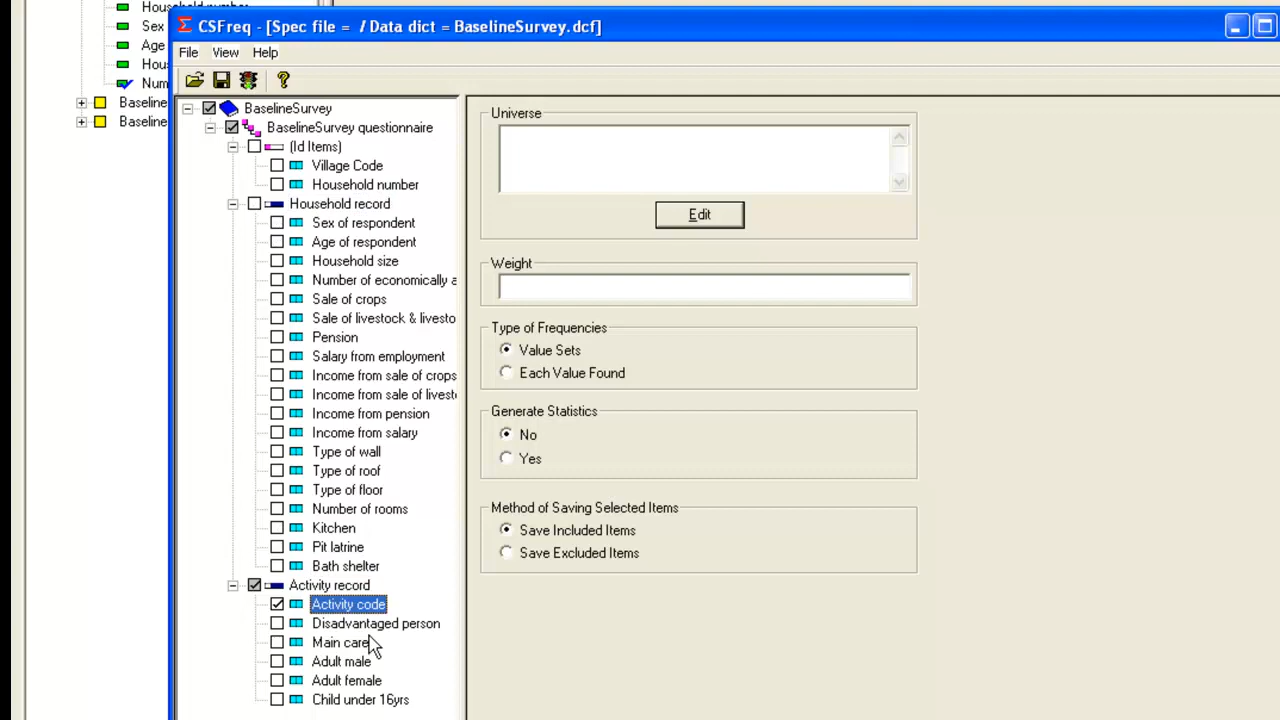 Household number
Sex
Age
Hou
Num
Baseline
Baseline
CSFreq - [Spec file = / Data dict = BaselineSurvey.dcf]
File View Help
BaselineSurvey
BaselineSurvey questionnaire
(Id Items)
Village Code
Household number
Household record
Sex of respondent
Age of respondent
Household size
Number of economically a
Sale of crops
Sale of livestock & livesto
Pension
Salary from employment
Income from sale of crops
Income from sale of livest
Income from pension
Income from salary
Type of wall
Type of roof
Type of floor
Number of rooms
Kitchen
Pit latrine
Bath shelter
Activity record
Activity code
Disadvantaged person
Main care
Adult male
Adult female
Child under 16yrs
Universe
Edit
Weight
Type of Frequencies
Value Sets
Each Value Found
Generate Statistics
No
Yes
Method of Saving Selected Items
Save Included Items
Save Excluded Items